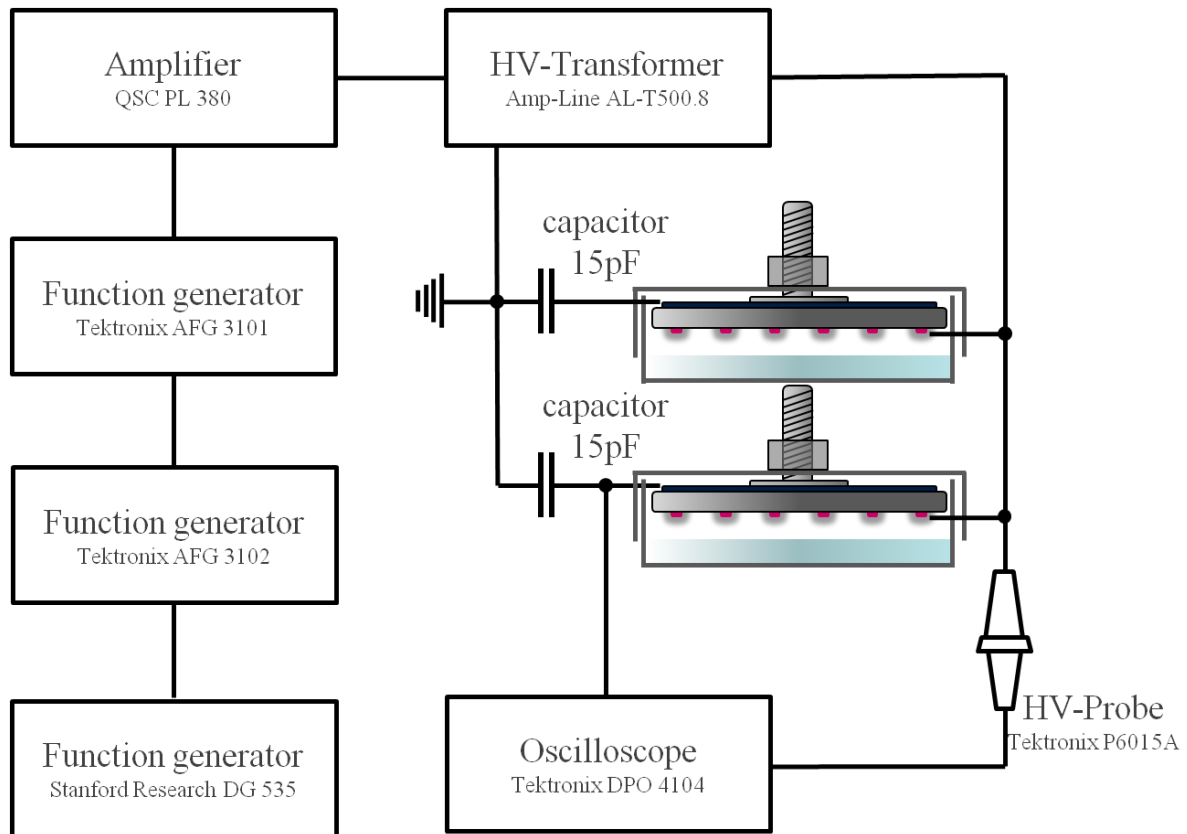 Amplifier
QSC PL 380
HV-Transformer
Amp-Line AL-T500.8
Function generator
Tektronix AFG 3101
Function generator
Tektronix AFG 3102
Function generator
Stanford Research DG 535
capacitor
15pF
capacitor
15pF
Oscilloscope
Tektronix DPO 4104
HV-Probe
Tektronix P6015A